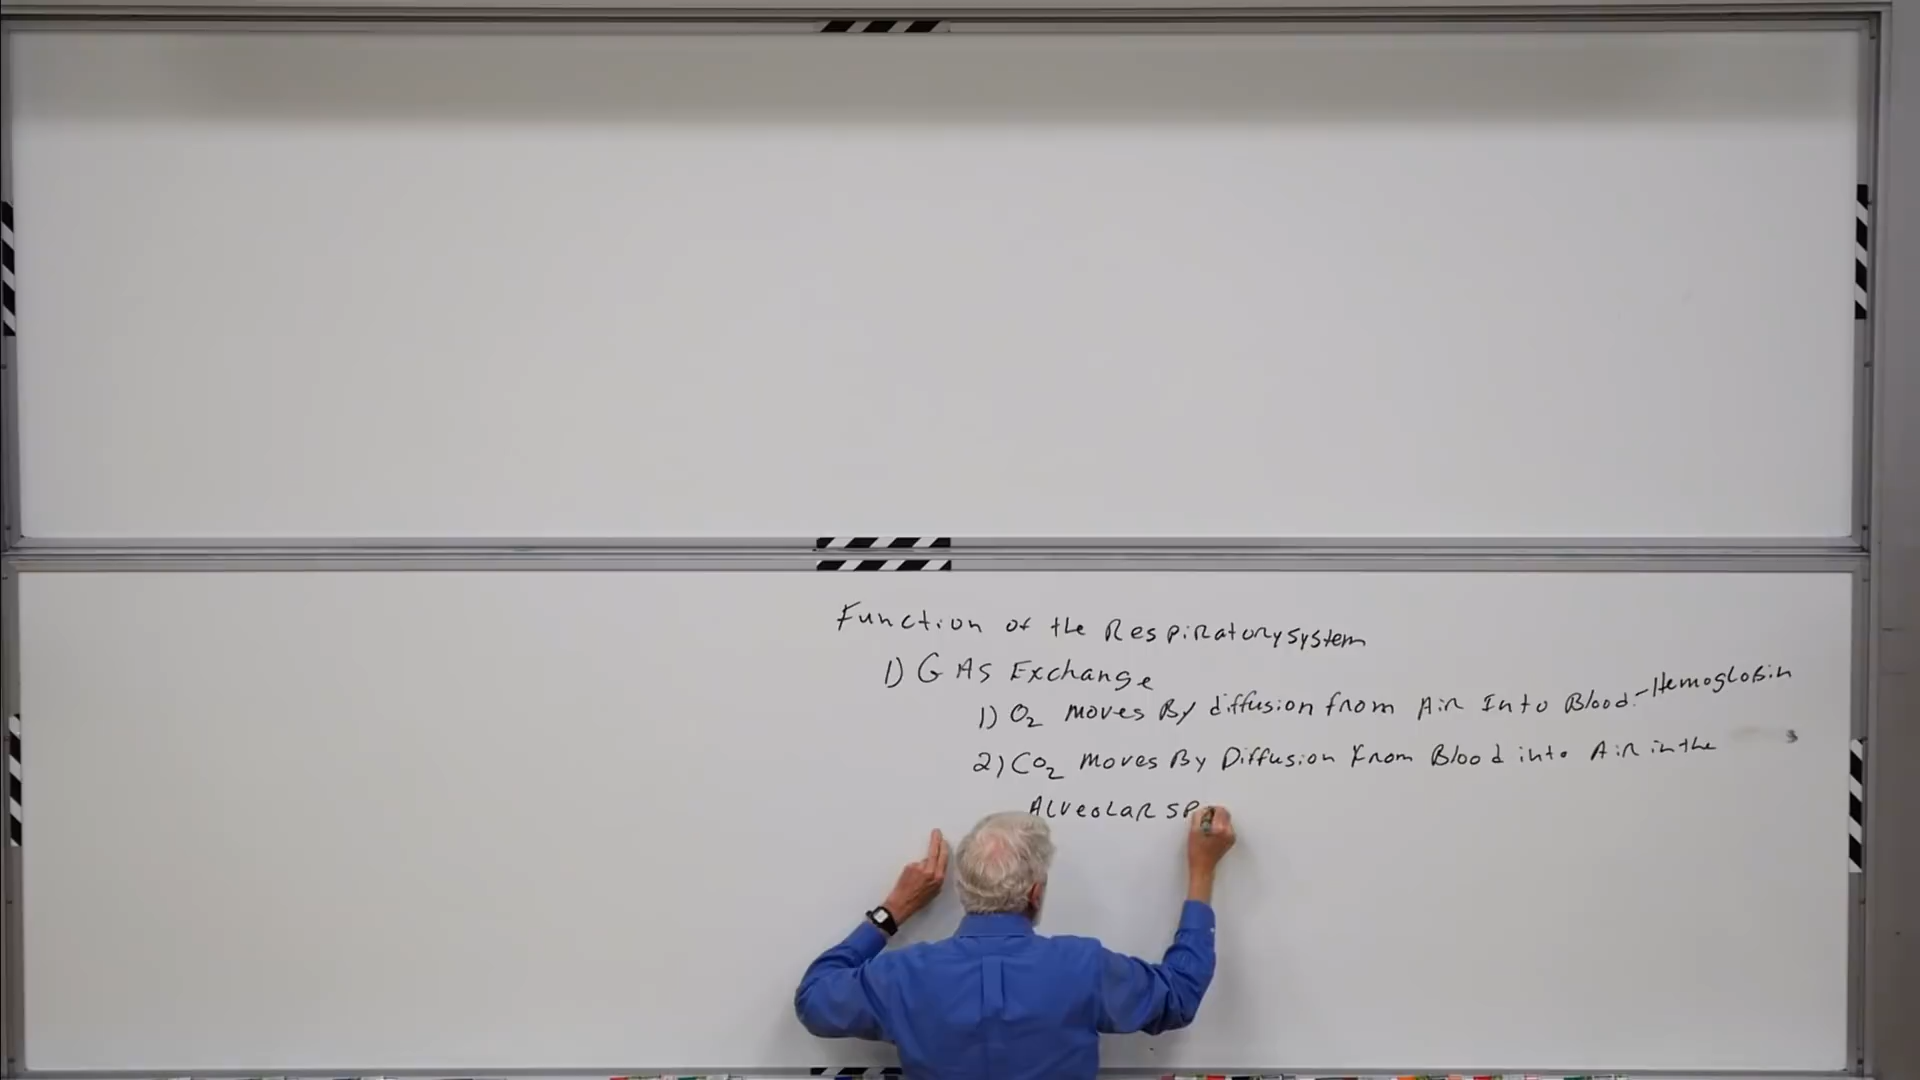 Function of the Respiratory system
1) GAS Exchange
1) O2 moves By diffusion from Air Into Blood - Hemoglobin
2) CO2 moves By Diffusion From Blood into Air in the
Alveolar sp